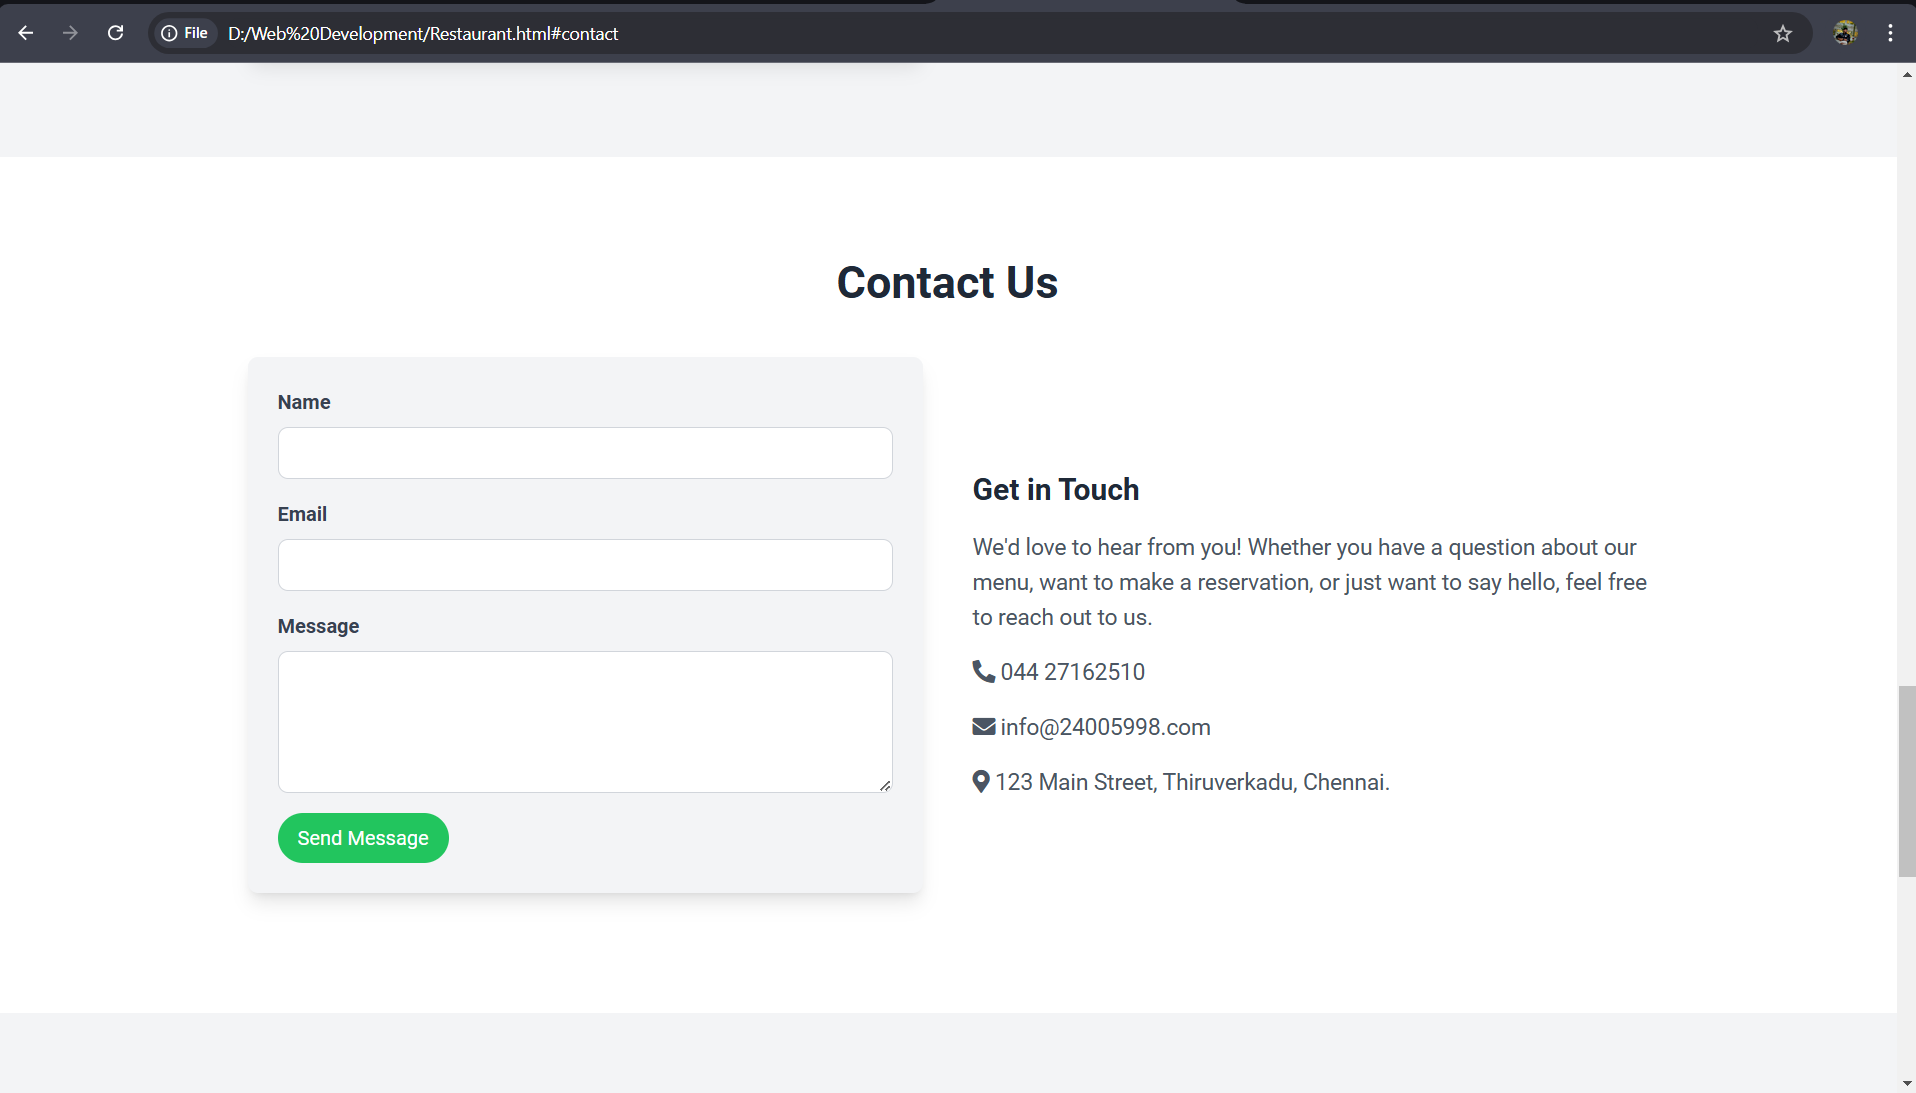 File
D:/Web%20Development/Restaurant.html#contact
Contact Us
Name
Email
Message
Send Message
Get in Touch
We'd love to hear from you! Whether you have a question about our
menu, want to make a reservation, or just want to say hello, feel free
to reach out to us.
044 27162510
info@24005998.com
123 Main Street, Thiruverkadu, Chennai.